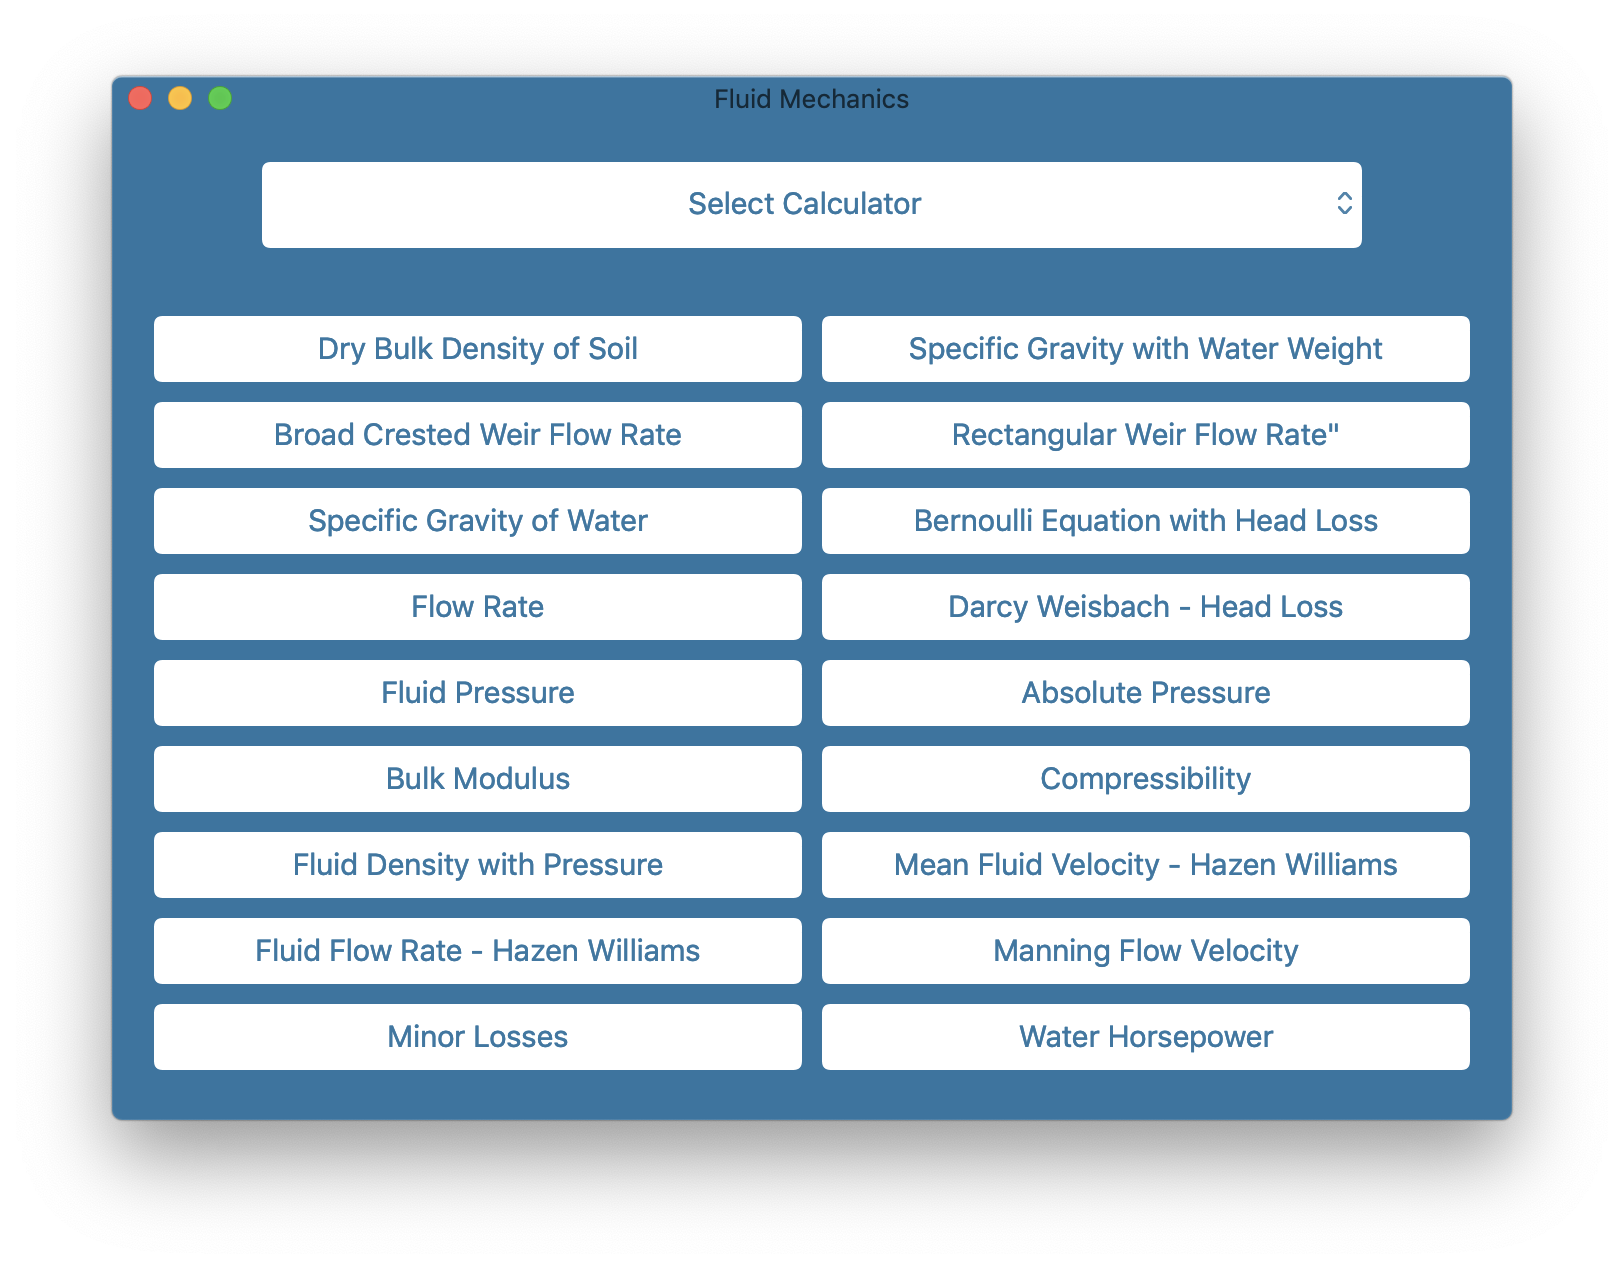 Fluid Mechanics
Select Calculator
Dry Bulk Density of Soil
Specific Gravity with Water Weight
Broad Crested Weir Flow Rate
Rectangular Weir Flow Rate"
Specific Gravity of Water
Bernoulli Equation with Head Loss
Flow Rate
Darcy Weisbach - Head Loss
Fluid Pressure
Absolute Pressure
Bulk Modulus
Compressibility
Fluid Density with Pressure
Mean Fluid Velocity - Hazen Williams
Fluid Flow Rate - Hazen Williams
Manning Flow Velocity
Minor Losses
Water Horsepower